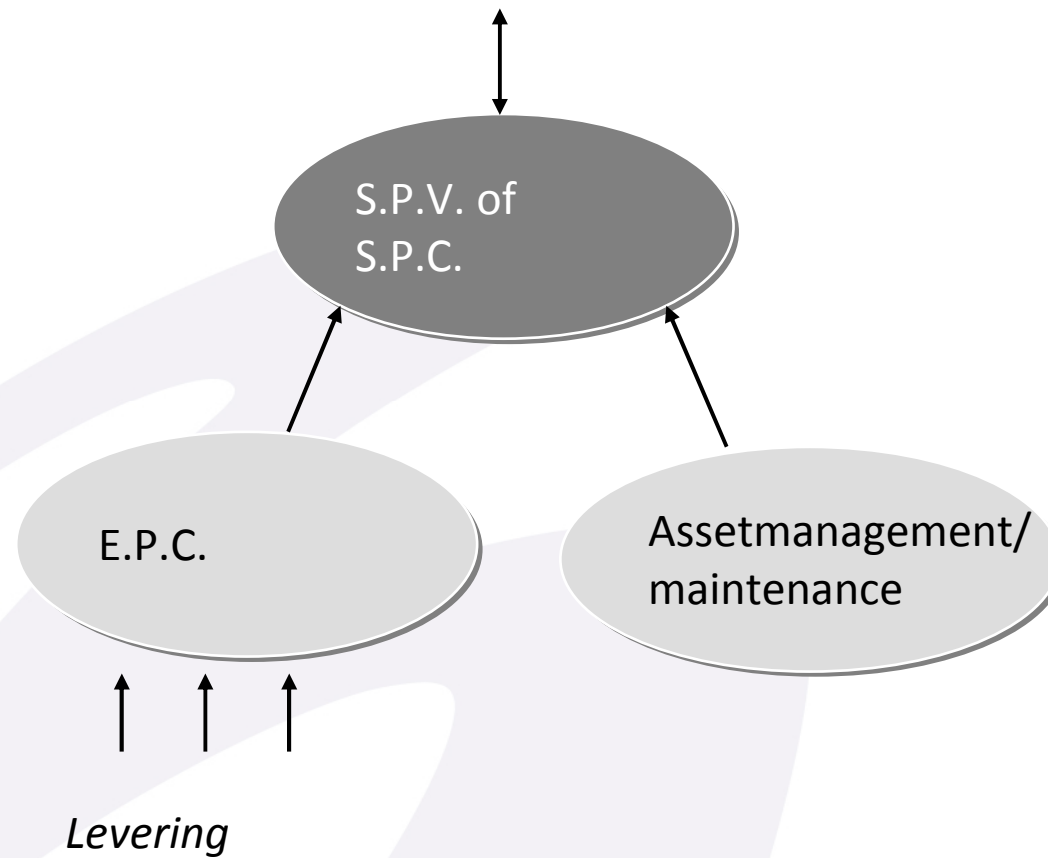 S.P.V. of
S.P.C.
E.P.C.
Assetmanagement/
maintenance
Levering